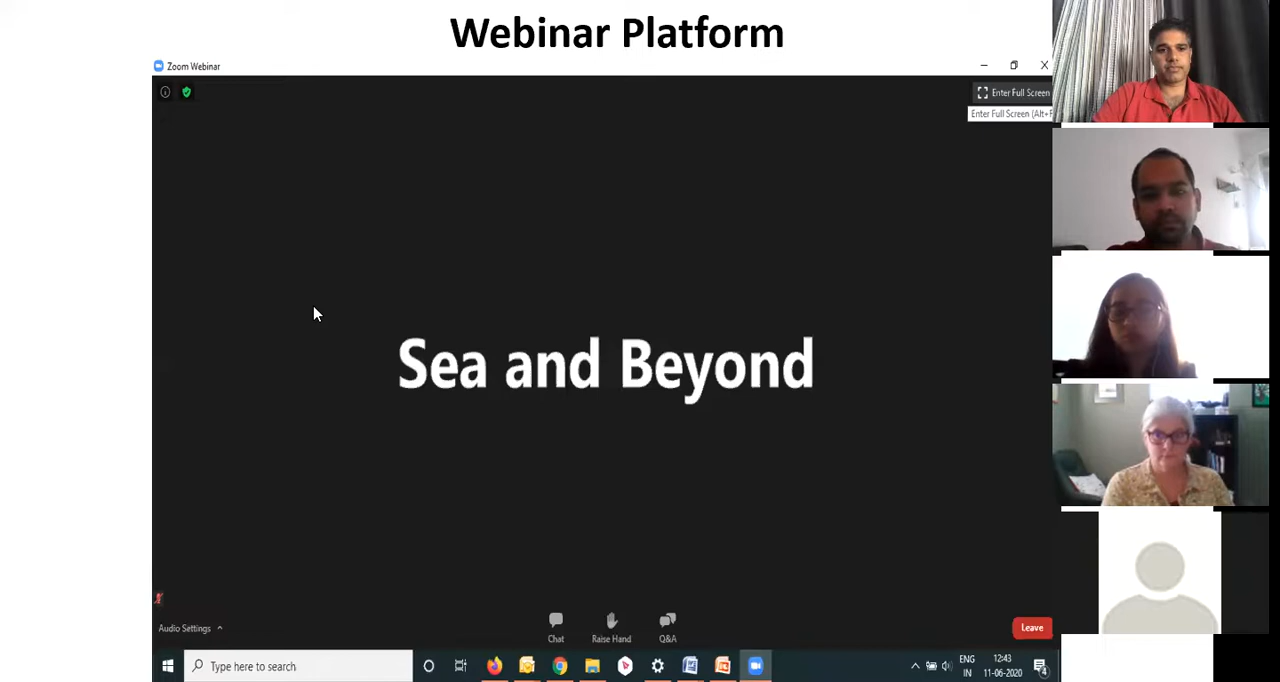 Webinar Platform
Zoom Webinar
Enter Full Screen
Enter Full Screen (Alt+F
Sea and Beyond
Audio Settings
Chat
Raise Hand
Q&A
Leave
Type here to search
ENG
IN
12:43
11-06-2020
4